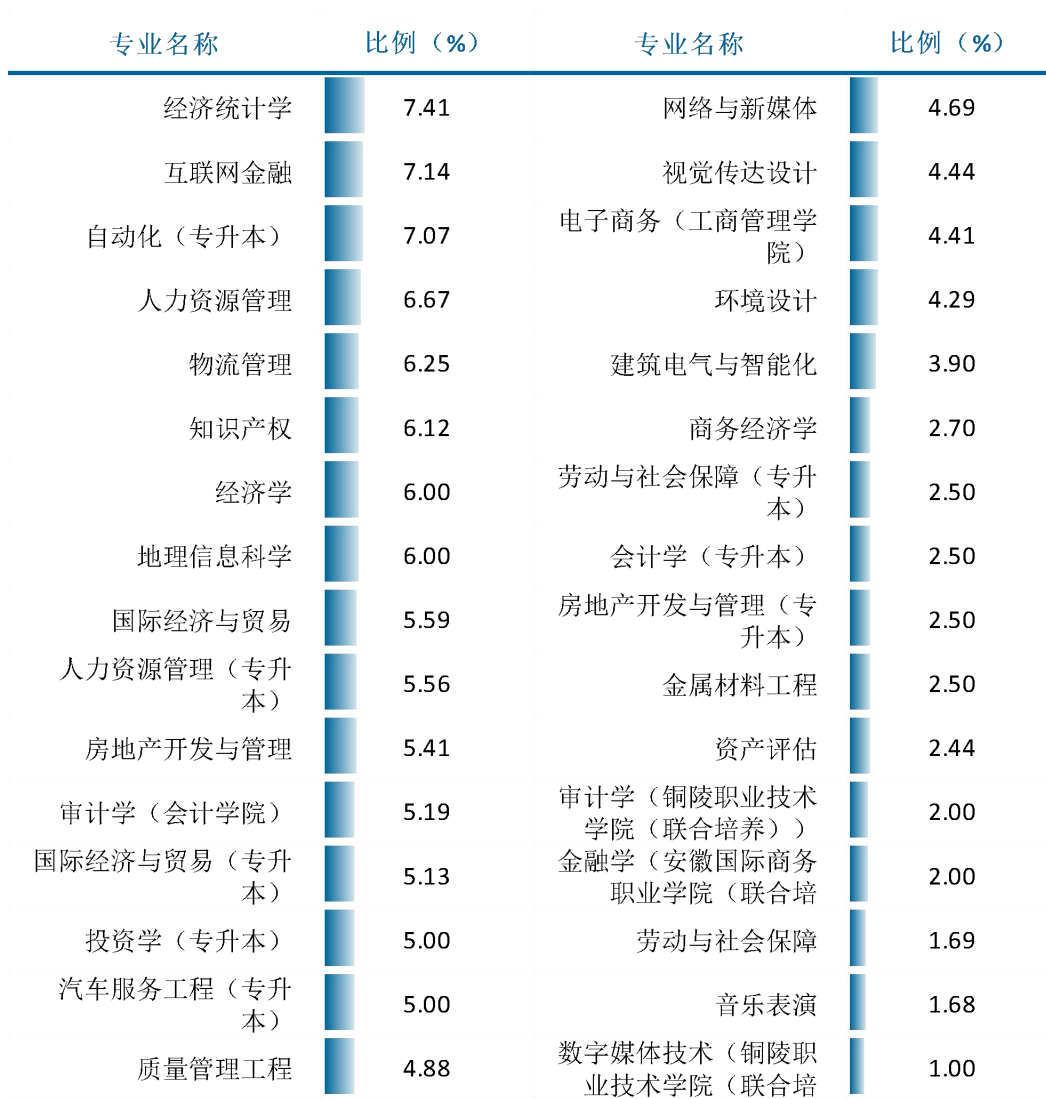 专业名称 比例（%） 专业名称 比例（%）
经济统计学 7.41 网络与新媒体 4.69
互联网金融 7.14 视觉传达设计 4.44
自动化（专升本） 7.07 电子商务（工商管理学
院） 4.41
人力资源管理 6.67 环境设计 4.29
物流管理 6.25 建筑电气与智能化 3.90
知识产权 6.12 商务经济学 2.70
经济学 6.00 劳动与社会保障（专升
本） 2.50
地理信息科学 6.00 会计学（专升本） 2.50
国际经济与贸易 5.59 房地产开发与管理（专
升本） 2.50
人力资源管理（专升
本） 5.56 金属材料工程 2.50
房地产开发与管理 5.41 资产评估 2.44
审计学（会计学院） 5.19 审计学（铜陵职业技术
学院（联合培养）） 2.00
国际经济与贸易（专升
本） 5.13 金融学（安徽国际商务
职业学院（联合培 2.00
投资学（专升本） 5.00 劳动与社会保障 1.69
汽车服务工程（专升
本） 5.00 音乐表演 1.68
质量管理工程 4.88 数字媒体技术（铜陵职
业技术学院（联合培 1.00